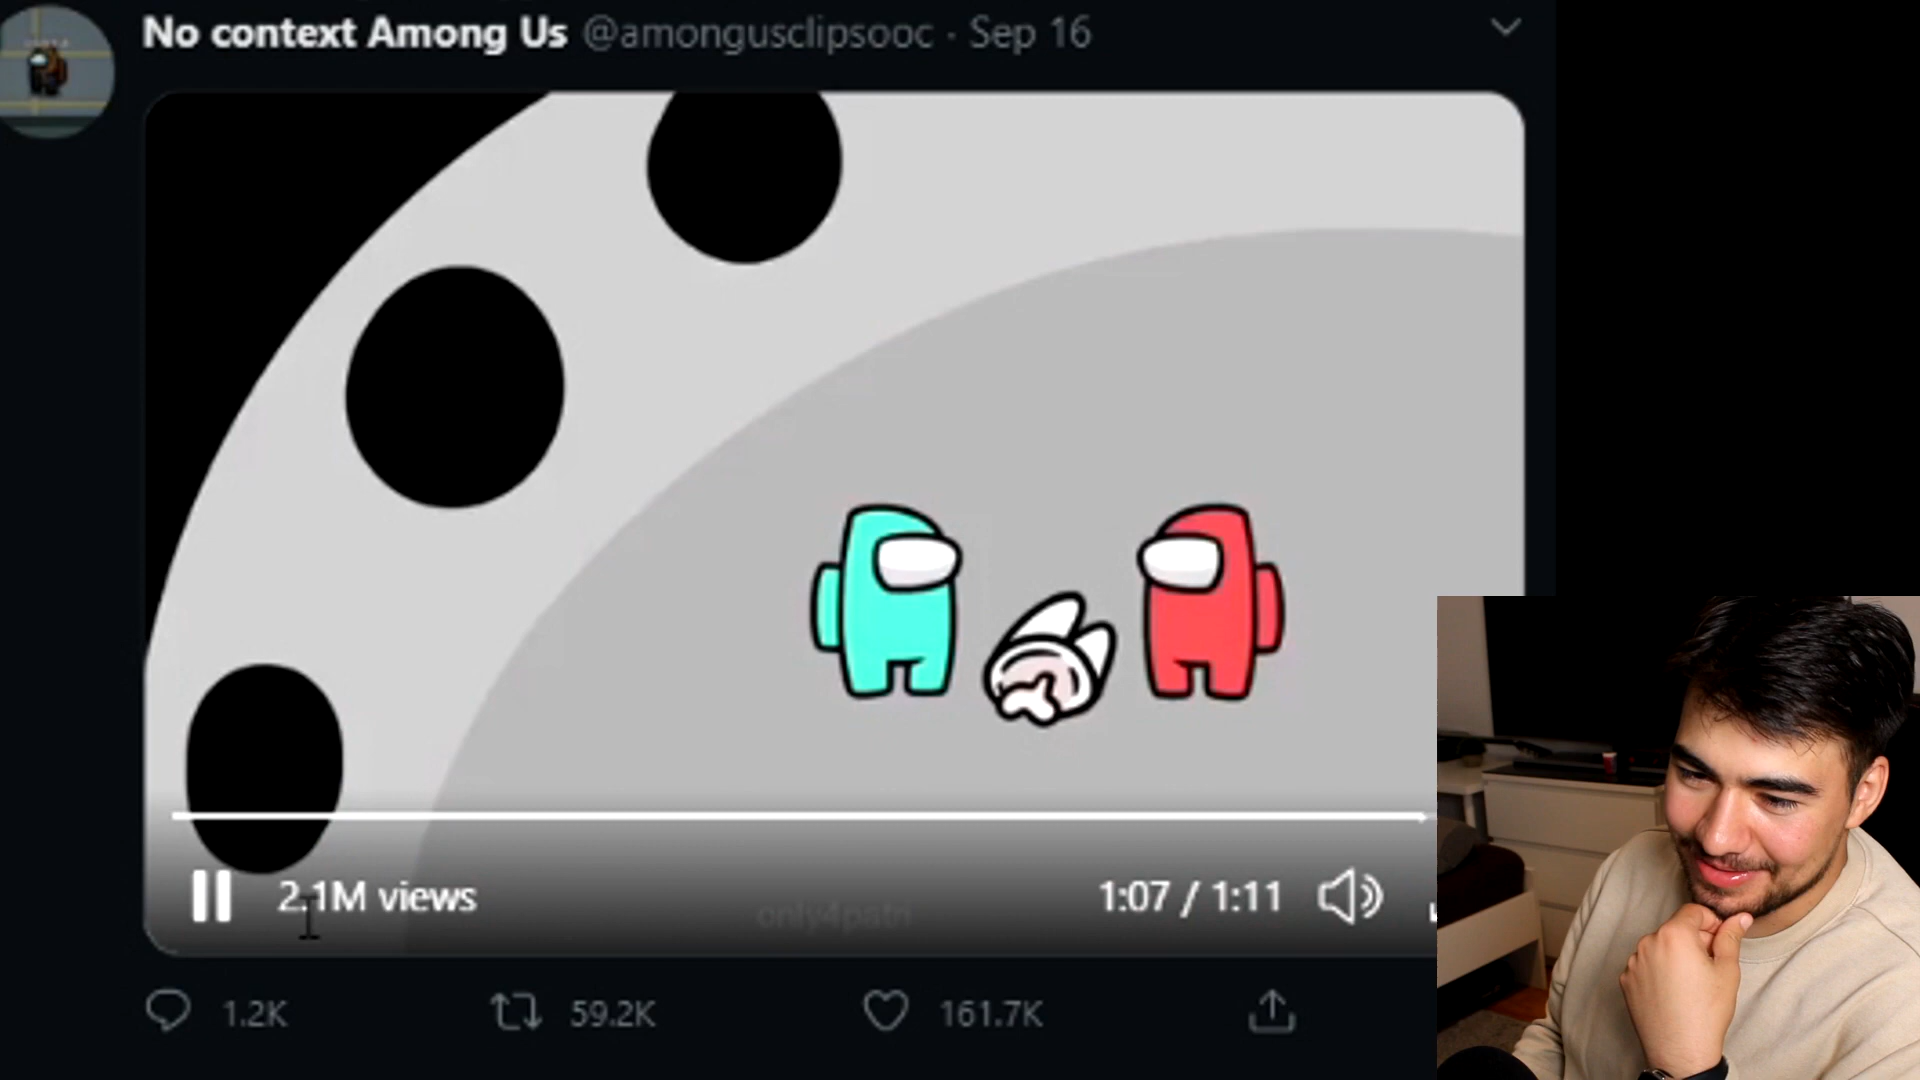 No context Among Us @amongusclipsooc · Sep 16
2.1M views
1:07 / 1:11
only4patri
1.2K
59.2K
161.7K